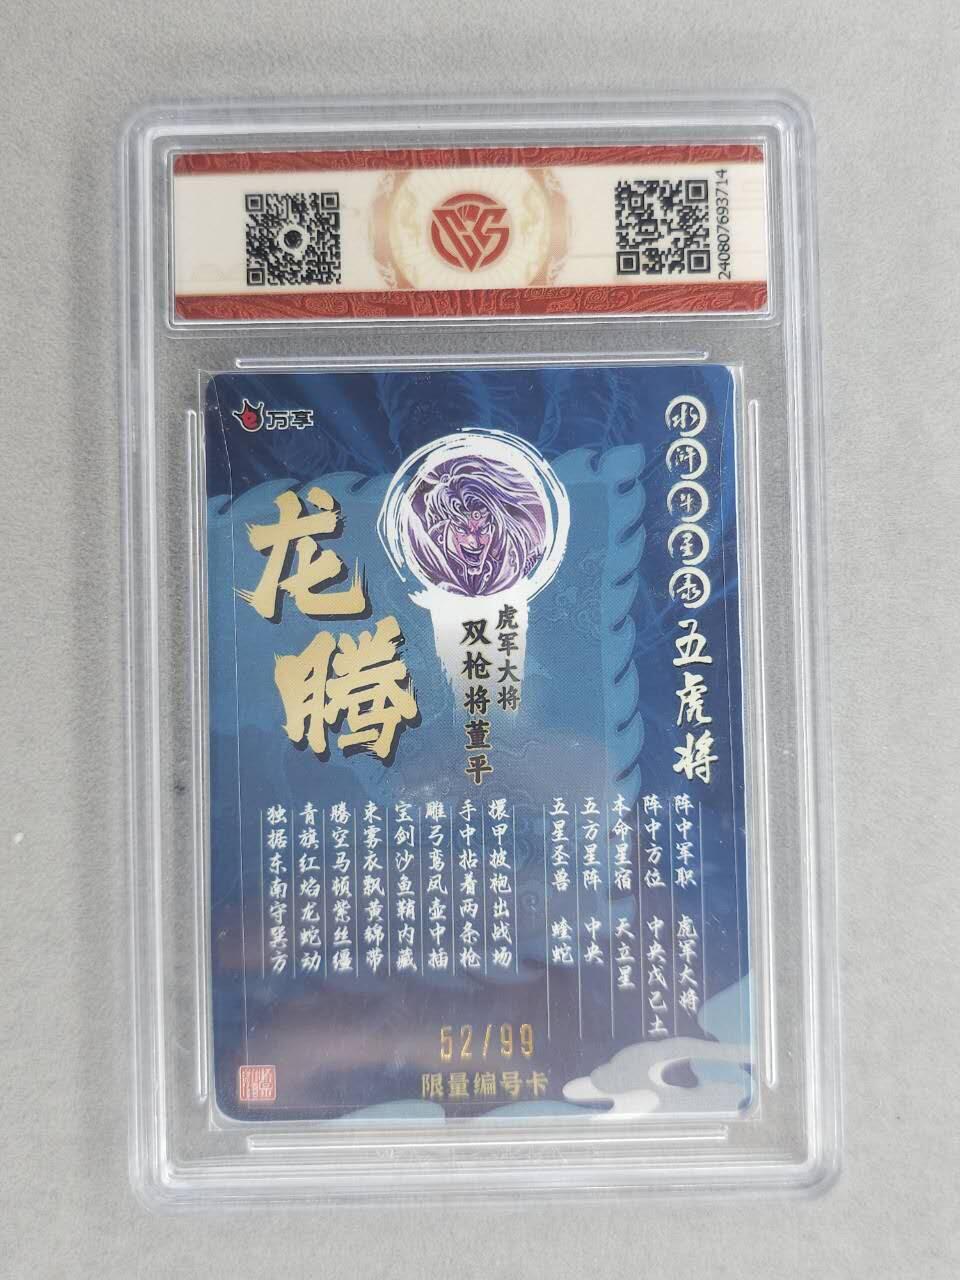 240807693714
CCS
万享
龙腾
虎军大将
双枪将董平
水浒斗星录
五虎将
阵中军职 虎军大将
阵中方位 中央戊己土
本命星宿 天立星
五方星阵 中央
五星圣兽 螣蛇
擐甲披袍出战场
手中拈着两条枪
雕弓鸾凤壶中插
宝剑沙鱼鞘内藏
束雾衣飘黄绵带
腾空马顿紫丝缰
青旗红焰龙蛇动
独据东南守巽方
52/99
限量编号卡